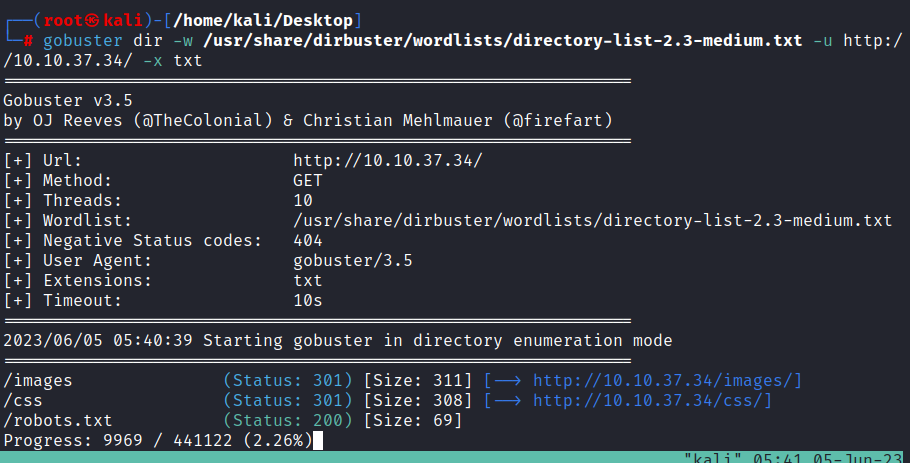 ┌──(root㉿kali)-[/home/kali/Desktop]
└─# gobuster dir -w /usr/share/dirbuster/wordlists/directory-list-2.3-medium.txt -u http:/
/10.10.37.34/ -x txt
===============================================================
Gobuster v3.5
by OJ Reeves (@TheColonial) & Christian Mehlmauer (@firefart)
===============================================================
[+] Url:                     http://10.10.37.34/
[+] Method:                  GET
[+] Threads:                 10
[+] Wordlist:                /usr/share/dirbuster/wordlists/directory-list-2.3-medium.txt
[+] Negative Status codes:   404
[+] User Agent:              gobuster/3.5
[+] Extensions:              txt
[+] Timeout:                 10s
===============================================================
2023/06/05 05:40:39 Starting gobuster in directory enumeration mode
===============================================================
/images               (Status: 301) [Size: 311] [--> http://10.10.37.34/images/]
/css                  (Status: 301) [Size: 308] [--> http://10.10.37.34/css/]
/robots.txt           (Status: 200) [Size: 69]
Progress: 9969 / 441122 (2.26%)
"kali" 05:41 05-Jun-23